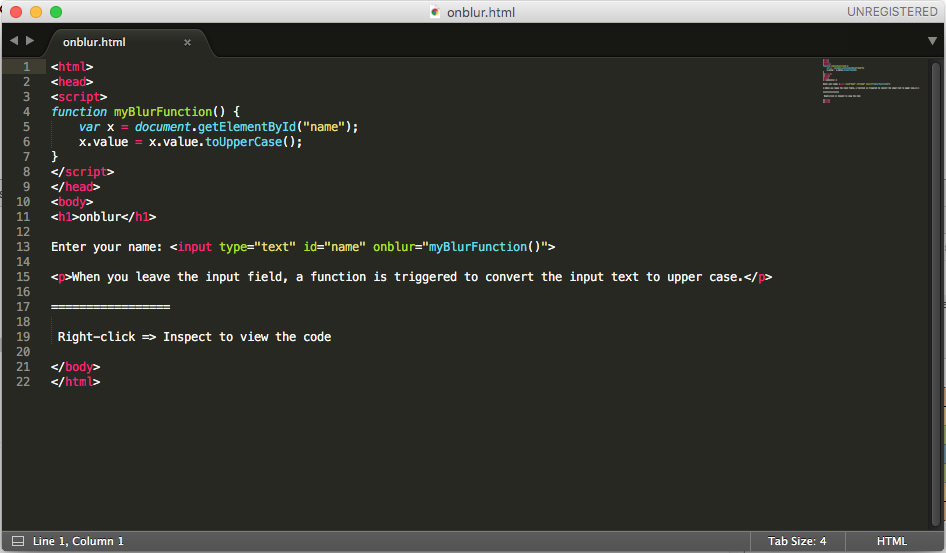 onblur.html
UNREGISTERED
onblur.html
1 <html>
2 <head>
3 <script>
4 function myBlurFunction() {
5     var x = document.getElementById("name");
6     x.value = x.value.toUpperCase();
7 }
8 </script>
9 </head>
10 <body>
11 <h1>onblur</h1>
12
13 Enter your name: <input type="text" id="name" onblur="myBlurFunction()">
14
15 <p>When you leave the input field, a function is triggered to convert the input text to upper case.</p>
16
17 =================
18
19  Right-click => Inspect to view the code
20
21 </body>
22 </html>
Line 1, Column 1
Tab Size: 4
HTML